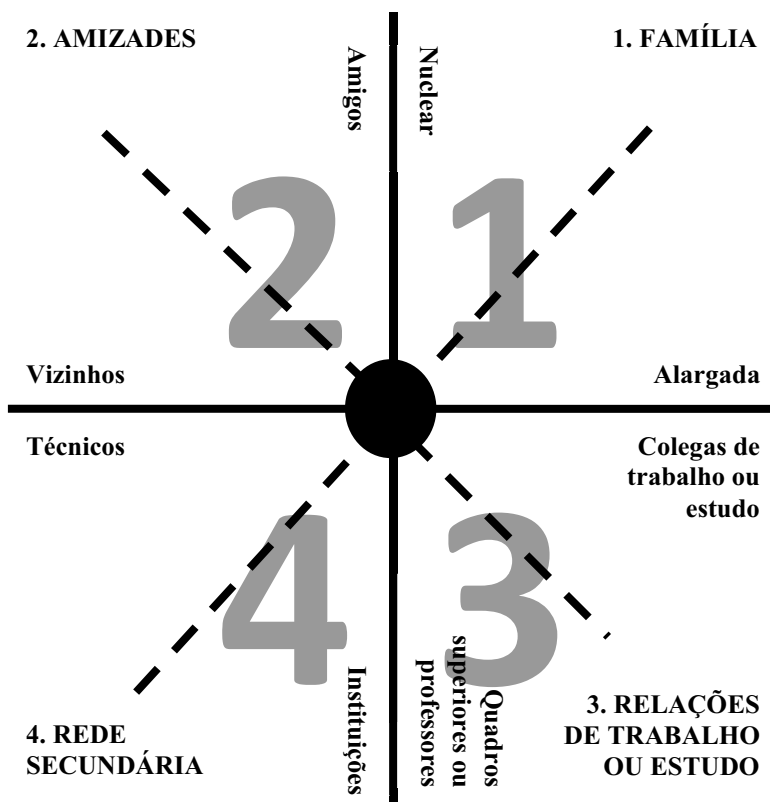 2. AMIZADES
Amigos
Nuclear
1. FAMÍLIA
2
1
Vizinhos
Alargada
Técnicos
Colegas de
trabalho ou
estudo
4
3
Instituições
Quadros
superiores ou
professores
4. REDE
SECUNDÁRIA
3. RELAÇÕES
DE TRABALHO
OU ESTUDO